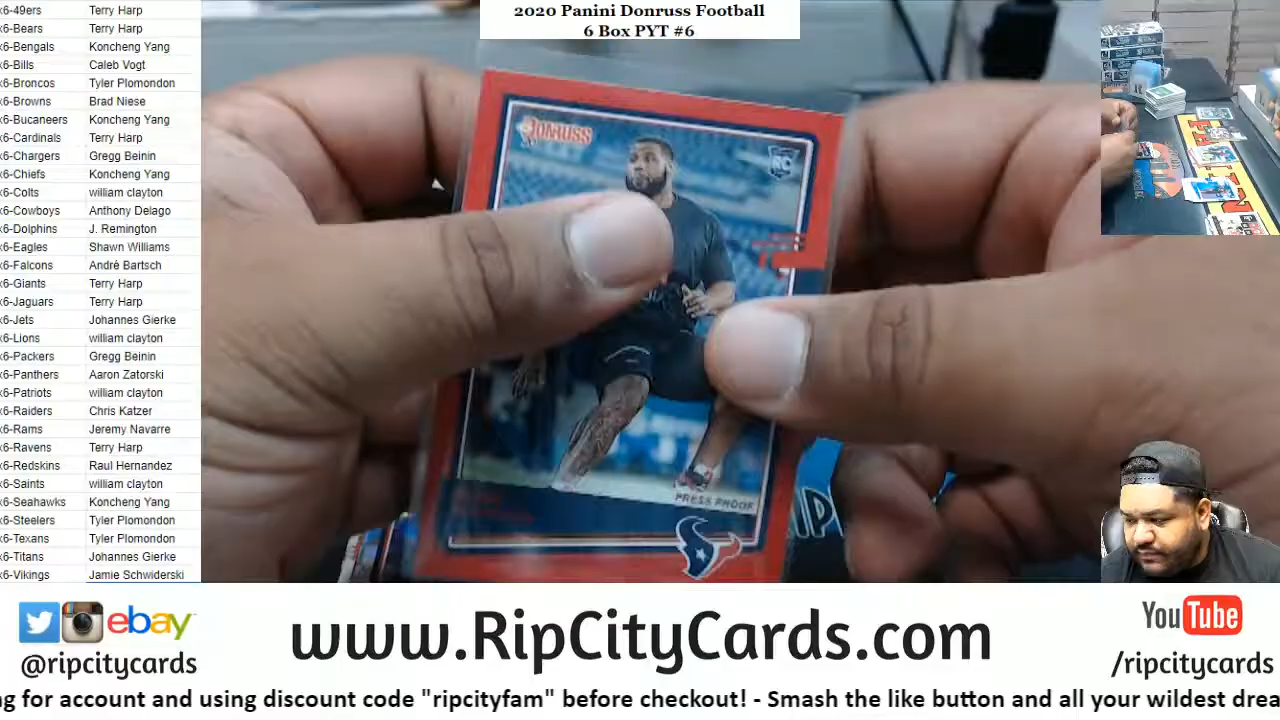 2020 Panini Donruss Football
6 Box PYT #6
x6-49ers Terry Harp
x6-Bears Terry Harp
x6-Bengals Koncheng Yang
x6-Bills Caleb Vogt
x6-Broncos Tyler Plomondon
x6-Browns Brad Niese
x6-Bucaneers Koncheng Yang
x6-Cardinals Terry Harp
x6-Chargers Gregg Beinin
x6-Chiefs Koncheng Yang
x6-Colts william clayton
x6-Cowboys Anthony Delago
x6-Dolphins J. Remington
x6-Eagles Shawn Williams
x6-Falcons André Bartsch
x6-Giants Terry Harp
x6-Jaguars Terry Harp
x6-Jets Johannes Gierke
x6-Lions william clayton
x6-Packers Gregg Beinin
x6-Panthers Aaron Zatorski
x6-Patriots william clayton
x6-Raiders Chris Katzer
x6-Rams Jeremy Navarre
x6-Ravens Terry Harp
x6-Redskins Raul Hernandez
x6-Saints william clayton
x6-Seahawks Koncheng Yang
x6-Steelers Tyler Plomondon
x6-Texans Tyler Plomondon
x6-Titans Johannes Gierke
x6-Vikings Jamie Schwiderski
DONRUSS
RC
PRESS PROOF
ebay
@ripcitycards
www.RipCityCards.com
YouTube
/ripcitycards
g for account and using discount code "ripcityfam" before checkout! - Smash the like button and all your wildest drea